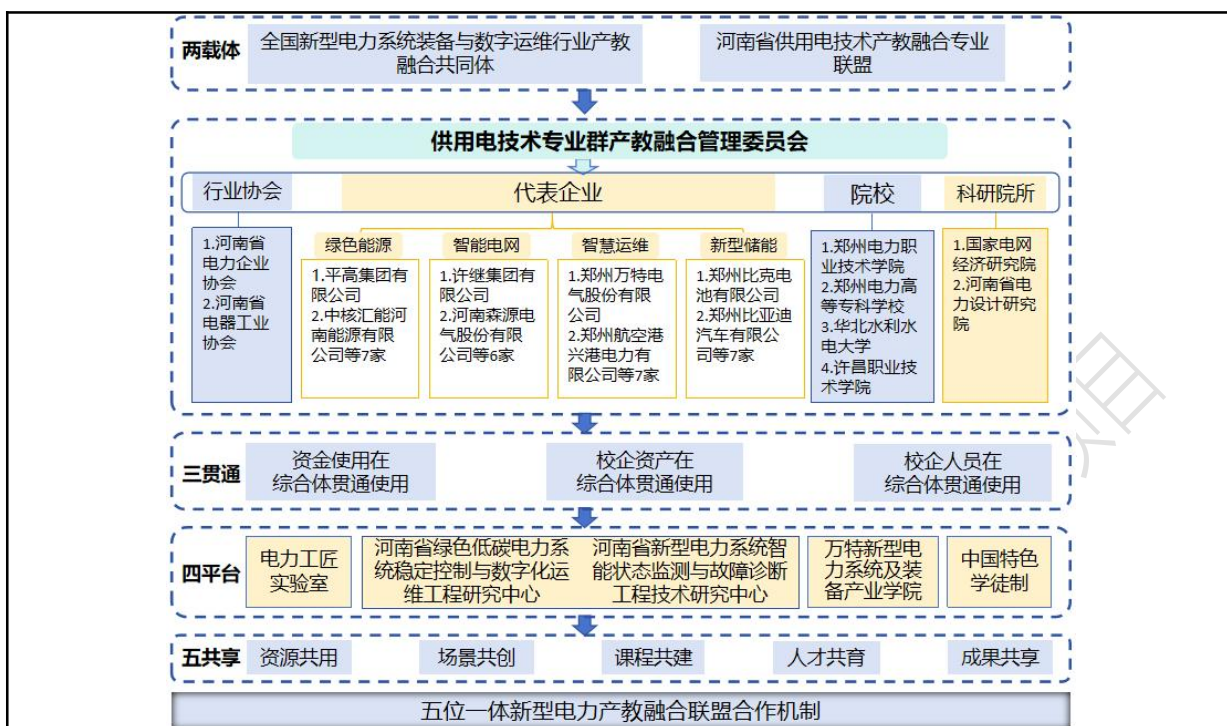 两载体
全国新型电力系统装备与数字运维行业产教
融合共同体
河南省供用电技术产教融合专业
联盟
供用电技术专业群产教融合管理委员会
行业协会
代表企业
院校
科研院所
1.河南省
电力企业
协会
2.河南省
电器工业
协会
绿色能源
1.平高集团有
限公司
2.中核汇能河
南能源有限
公司等7家
智能电网
1.许继集团有
限公司
2.河南森源电
气股份有限
公司等6家
智慧运维
1.郑州万特电
气股份有限
公司
2.郑州航空港
兴港电力有
限公司等7家
新型储能
1.郑州比克电
池有限公司
2.郑州比亚迪
汽车有限公
司等7家
1.郑州电力职
业技术学院
2.郑州电力高
等专科学校
3.华北水利水
电大学
4.许昌职业技
术学院
1.国家电网
经济研究院
2.河南省电
力设计研究
院
三贯通
资金使用在
综合体贯通使用
校企资产在
综合体贯通使用
校企人员在
综合体贯通使用
四平台
电力工匠
实验室
河南省绿色低碳电力系
统稳定控制与数字化运
维工程研究中心
河南省新型电力系统智
能状态监测与故障诊断
工程技术研究中心
万特新型电
力系统及装
备产业学院
中国特色
学徒制
五共享
资源共用
场景共创
课程共建
人才共育
成果共享
五位一体新型电力产教融合联盟合作机制